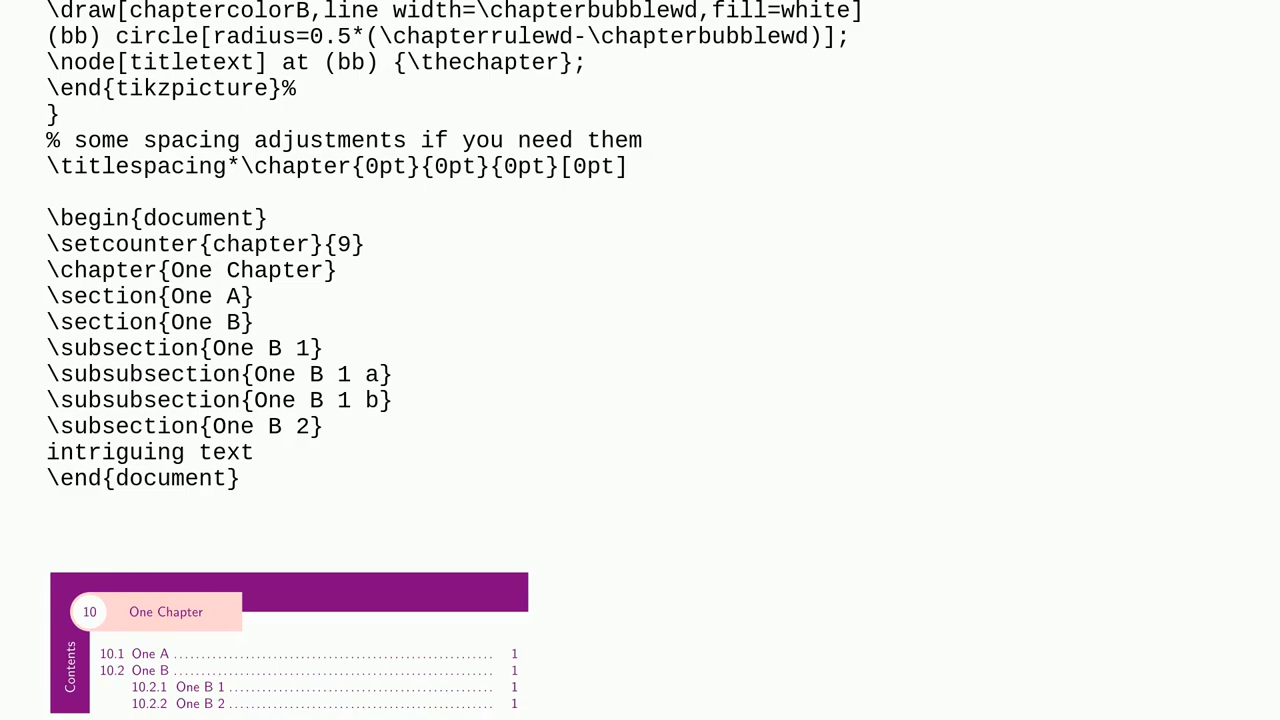 \draw[chaptercolorB,line width=\chapterbubblewd,fill=white]
(bb) circle[radius=0.5*(\chapterrulewd-\chapterbubblewd)];
\node[titletext] at (bb) {\thechapter};
\end{tikzpicture}%
}
% some spacing adjustments if you need them
\titlespacing*\chapter{0pt}{0pt}{0pt}[0pt]

\begin{document}
\setcounter{chapter}{9}
\chapter{One Chapter}
\section{One A}
\section{One B}
\subsection{One B 1}
\subsubsection{One B 1 a}
\subsubsection{One B 1 b}
\subsection{One B 2}
intriguing text
\end{document}

10 One Chapter
Contents
10.1 One A ........................................................ 1
10.2 One B ........................................................ 1
10.2.1 One B 1 ............................................... 1
10.2.2 One B 2 ............................................... 1